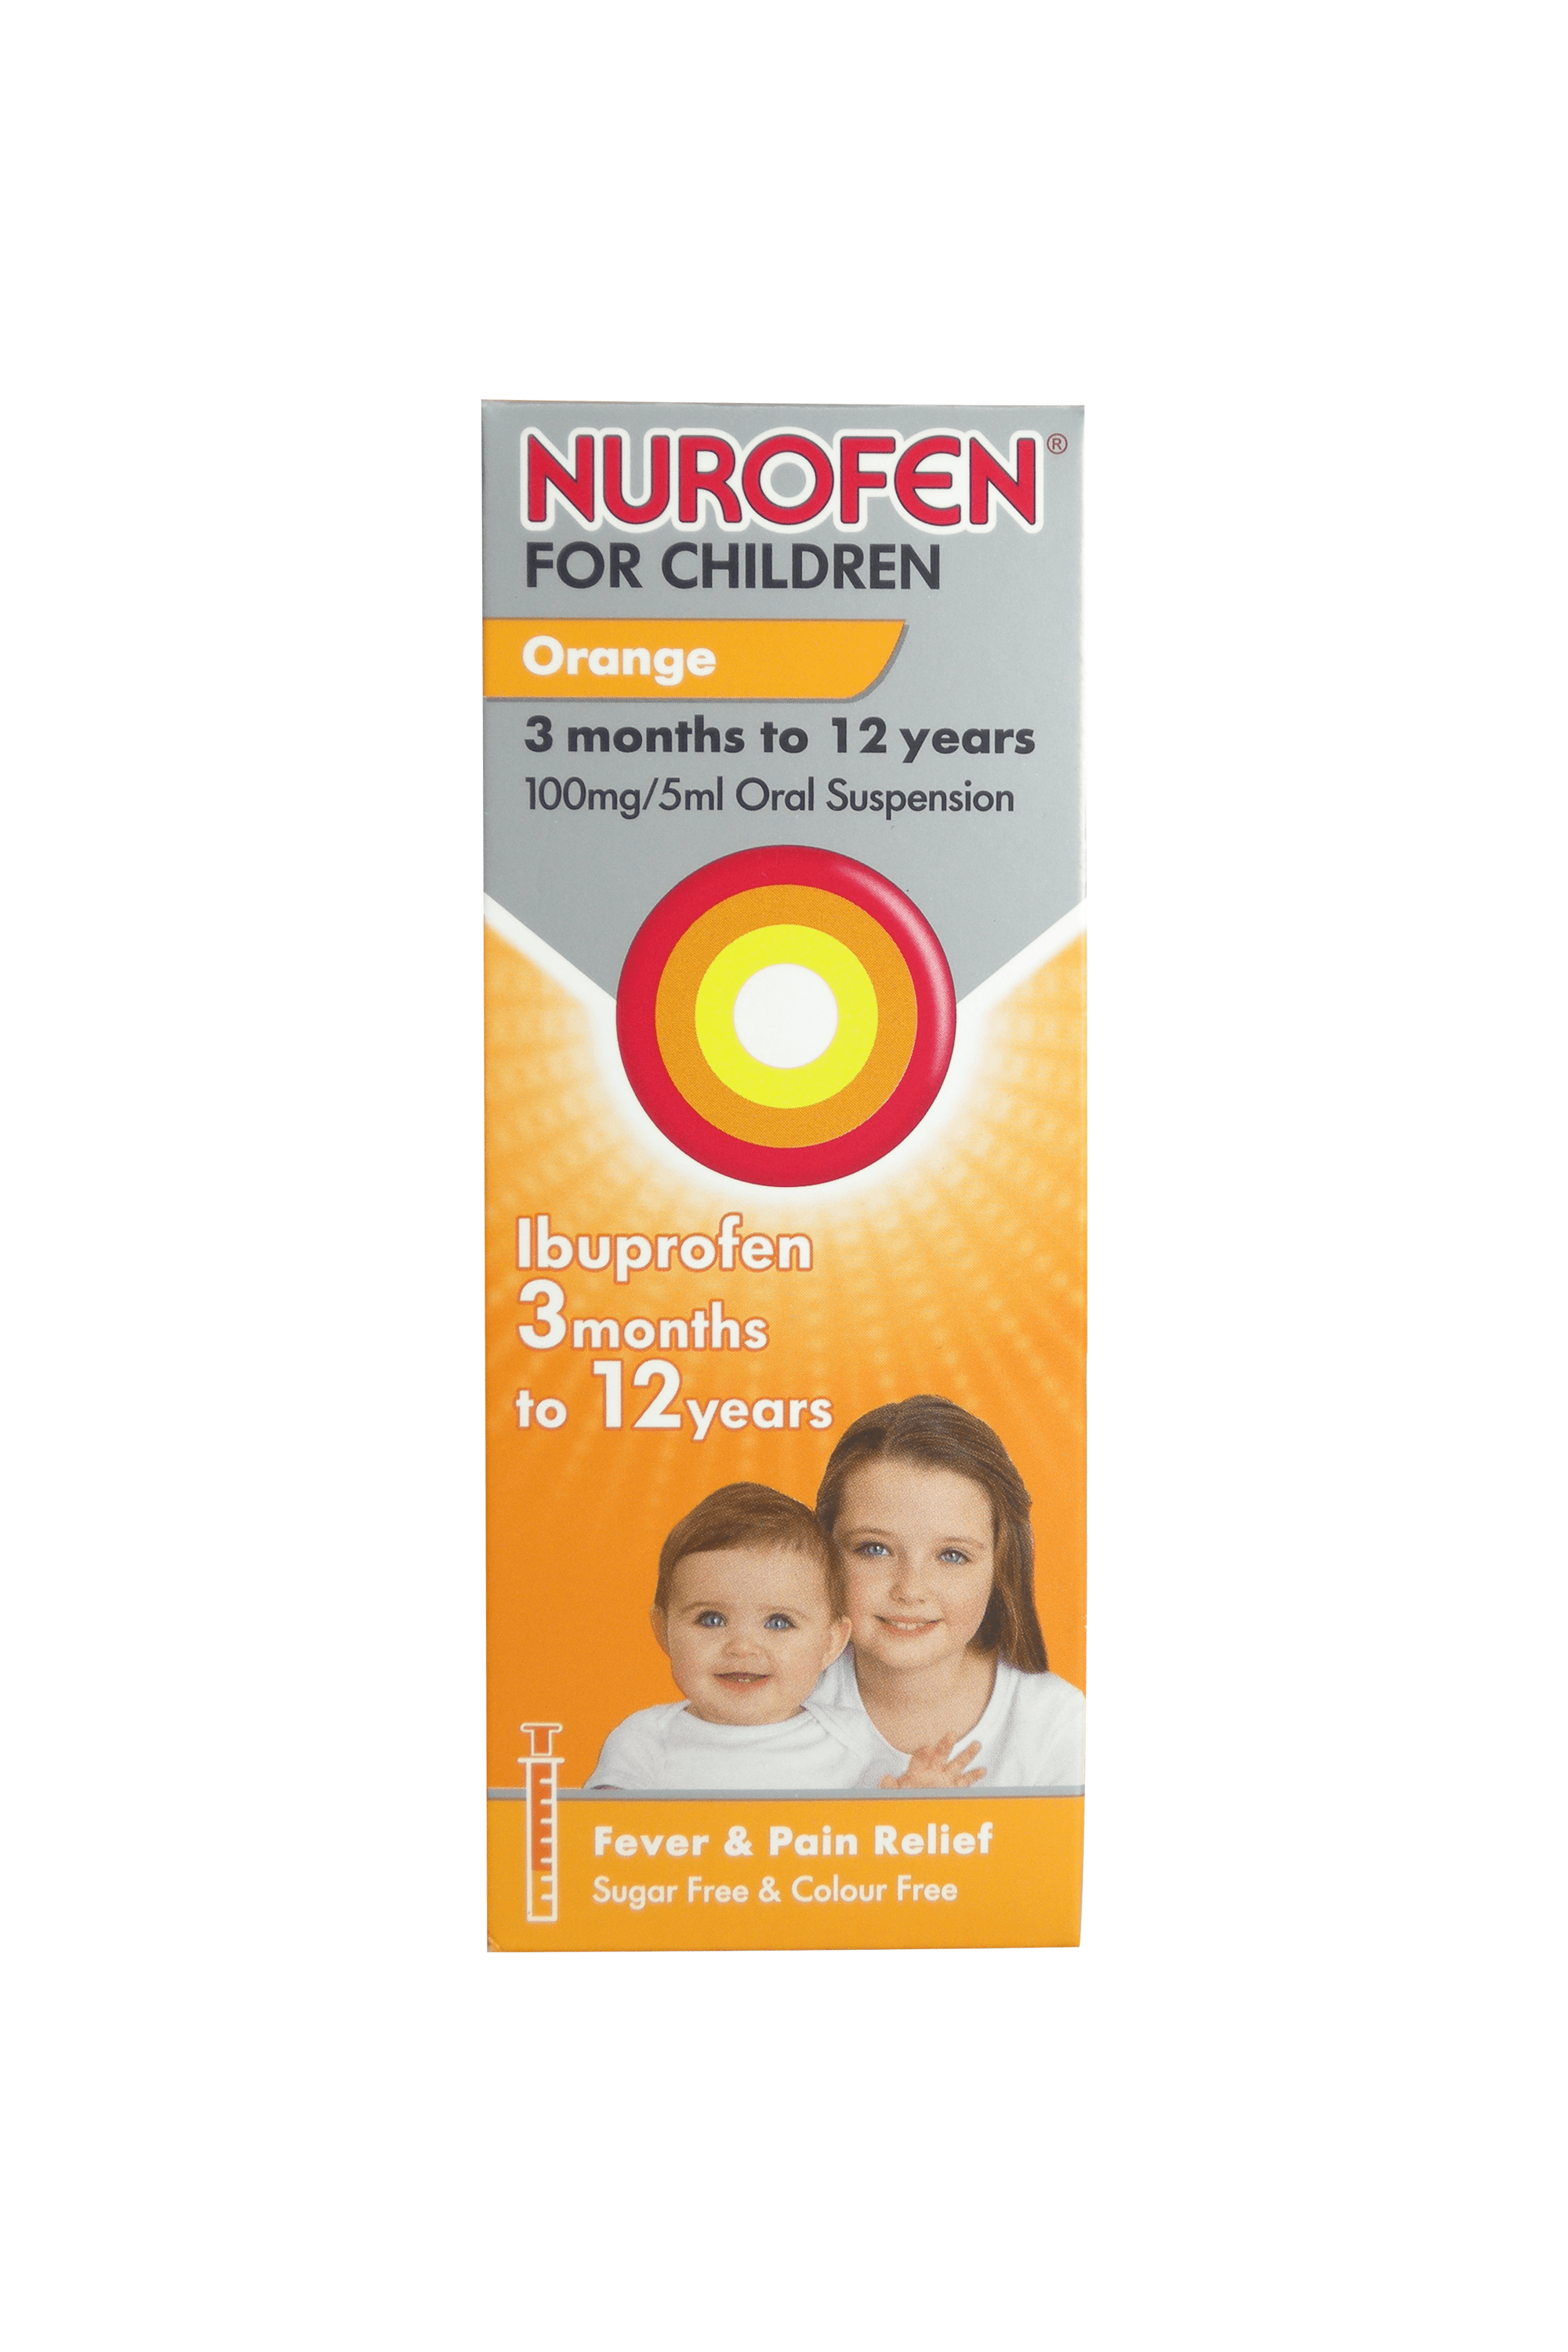 NUROFEN®
FOR CHILDREN
Orange
3 months to 12 years
100mg/5ml Oral Suspension
Ibuprofen
3months
to 12years
Fever & Pain Relief
Sugar Free & Colour Free